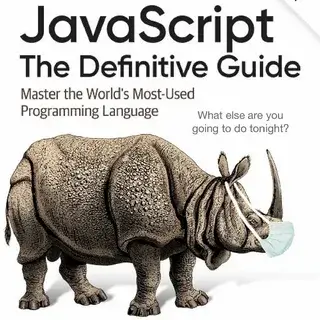 JavaScript
The Definitive Guide
Master the World's Most-Used
Programming Language
What else are you
going to do tonight?